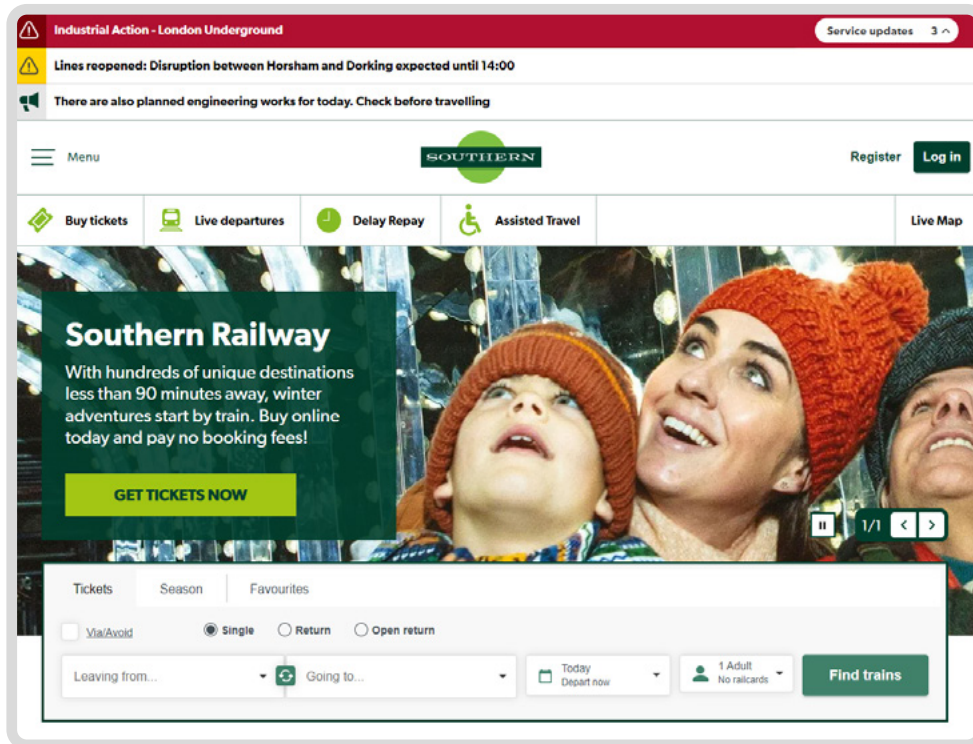 Industrial Action - London Underground
Service updates 3
Lines reopened: Disruption between Horsham and Dorking expected until 14:00
There are also planned engineering works for today. Check before travelling
Menu
SOUTHERN
Register
Log in
Buy tickets
Live departures
Delay Repay
Assisted Travel
Live Map
Southern Railway
With hundreds of unique destinations
less than 90 minutes away, winter
adventures start by train. Buy online
today and pay no booking fees!
GET TICKETS NOW
1/1
Tickets
Season
Favourites
Via/Avoid
Single
Return
Open return
Leaving from...
Going to...
Today
Depart now
1 Adult
No railcards
Find trains